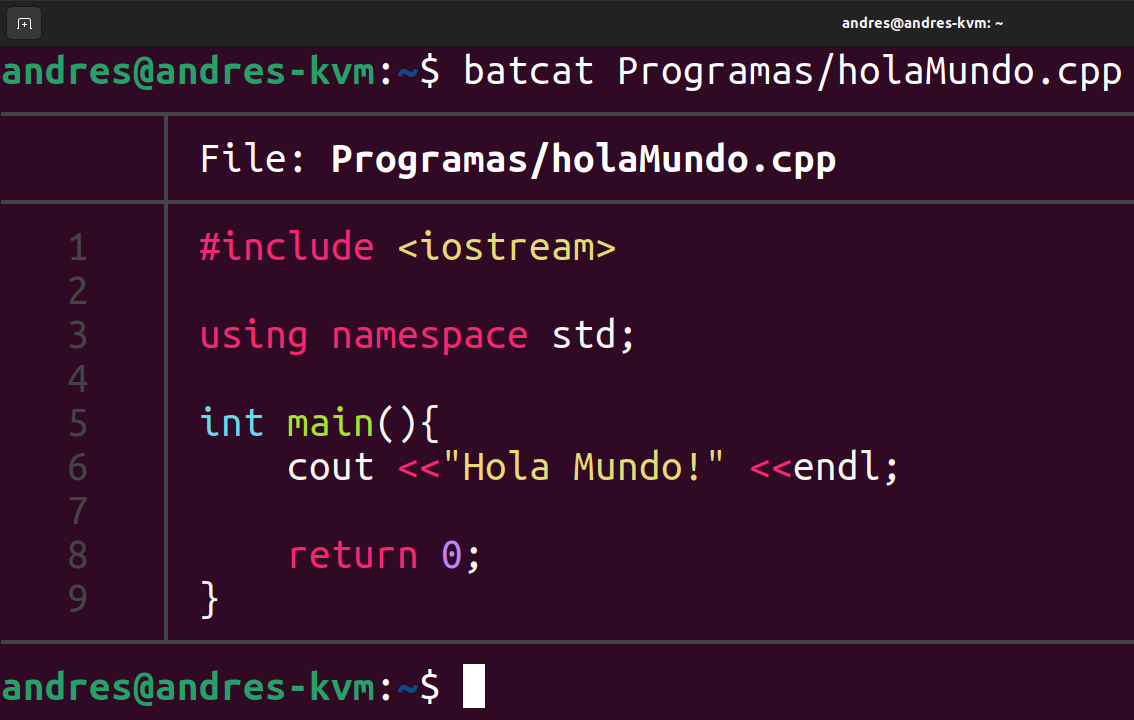 andres@andres-kvm: ~
andres@andres-kvm:~$ batcat Programas/holaMundo.cpp
File: Programas/holaMundo.cpp
1 #include <iostream>
2
3 using namespace std;
4
5 int main(){
6     cout <<"Hola Mundo!" <<endl;
7
8     return 0;
9 }
andres@andres-kvm:~$